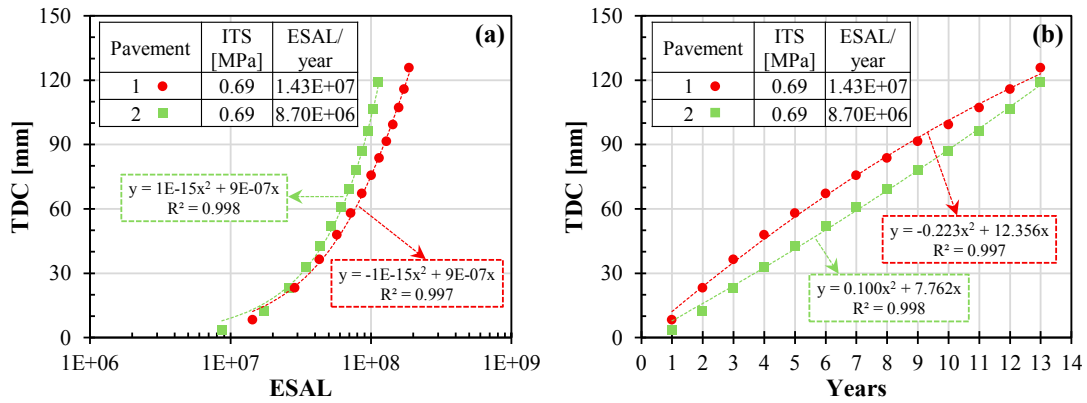 (a)
Pavement ITS [MPa] ESAL/ year
1 0.69 1.43E+07
2 0.69 8.70E+06
150
120
90
60
30
0
TDC [mm]
y = 1E-15x² + 9E-07x
R² = 0.998
y = -1E-15x² + 9E-07x
R² = 0.997
1E+06 1E+07 1E+08 1E+09
ESAL
(b)
Pavement ITS [MPa] ESAL/ year
1 0.69 1.43E+07
2 0.69 8.70E+06
150
120
90
60
30
0
TDC [mm]
y = -0.223x² + 12.356x
R² = 0.997
y = 0.100x² + 7.762x
R² = 0.998
0 1 2 3 4 5 6 7 8 9 10 11 12 13 14
Years